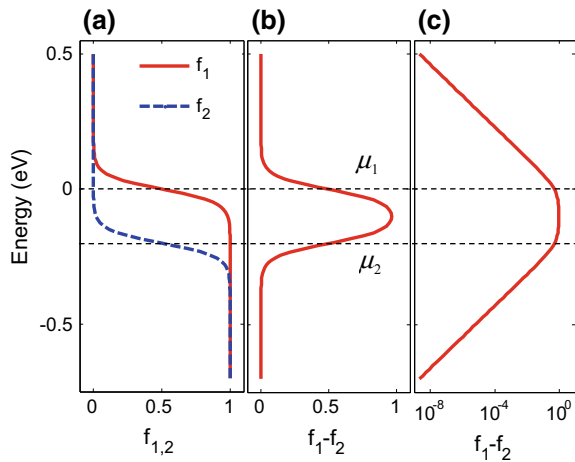 (a) (b) (c)
f₁
f₂
μ₁
μ₂
Energy (eV)
0.5
0
-0.5
0 0.5 1
0 0.5 1
10⁻⁸ 10⁻⁴ 10⁰
f₁,₂
f₁-f₂
f₁-f₂